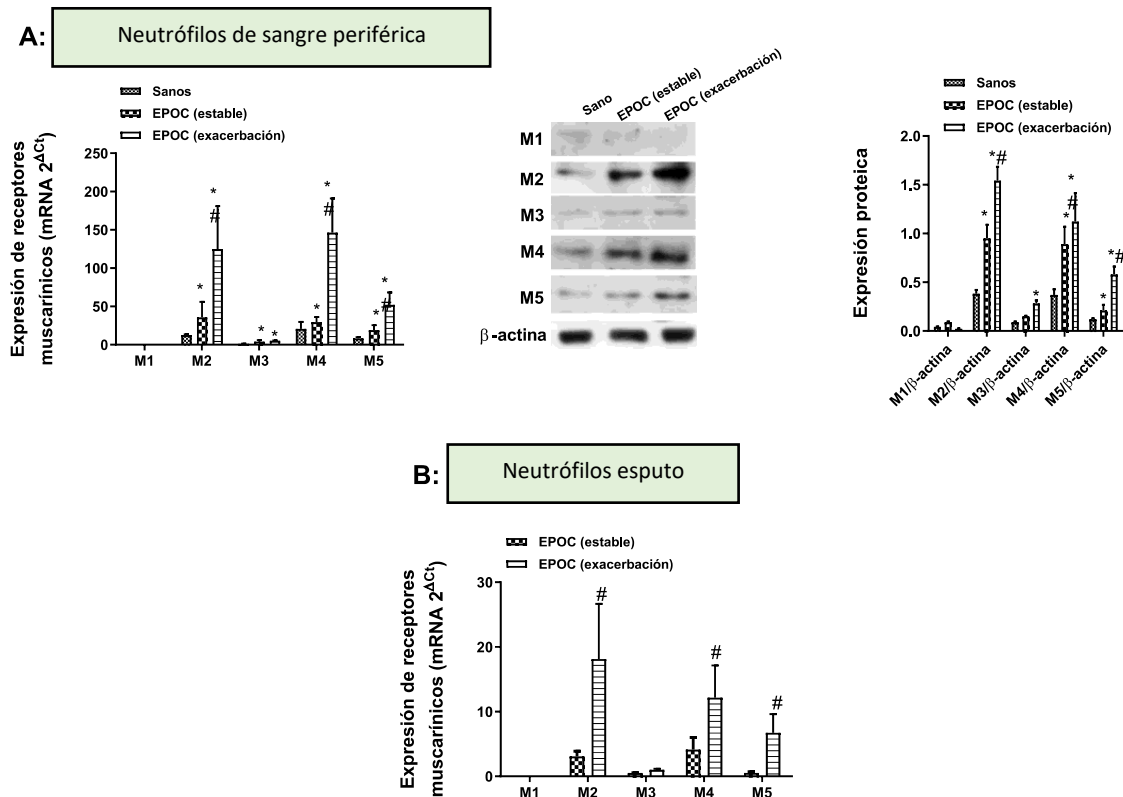 A:
Neutrófilos de sangre periférica
Sanos
EPOC (estable)
EPOC (exacerbación)
Expresión de receptores
muscarínicos (mRNA 2^ΔCt)
250
200
150
100
50
0
*
#
*
* *
*
#
*
*
#
*
M1 M2 M3 M4 M5
Sano
EPOC (estable)
EPOC (exacerbación)
M1
M2
M3
M4
M5
β-actina
Sanos
EPOC (estable)
EPOC (exacerbación)
Expresión proteica
2.0
1.5
1.0
0.5
0.0
*#
*
*
*
#
*
*#
*
M1/β-actina
M2/β-actina
M3/β-actina
M4/β-actina
M5/β-actina
B:
Neutrófilos esputo
EPOC (estable)
EPOC (exacerbación)
Expresión de receptores
muscarínicos (mRNA 2^ΔCt)
30
20
10
0
#
#
#
M1 M2 M3 M4 M5